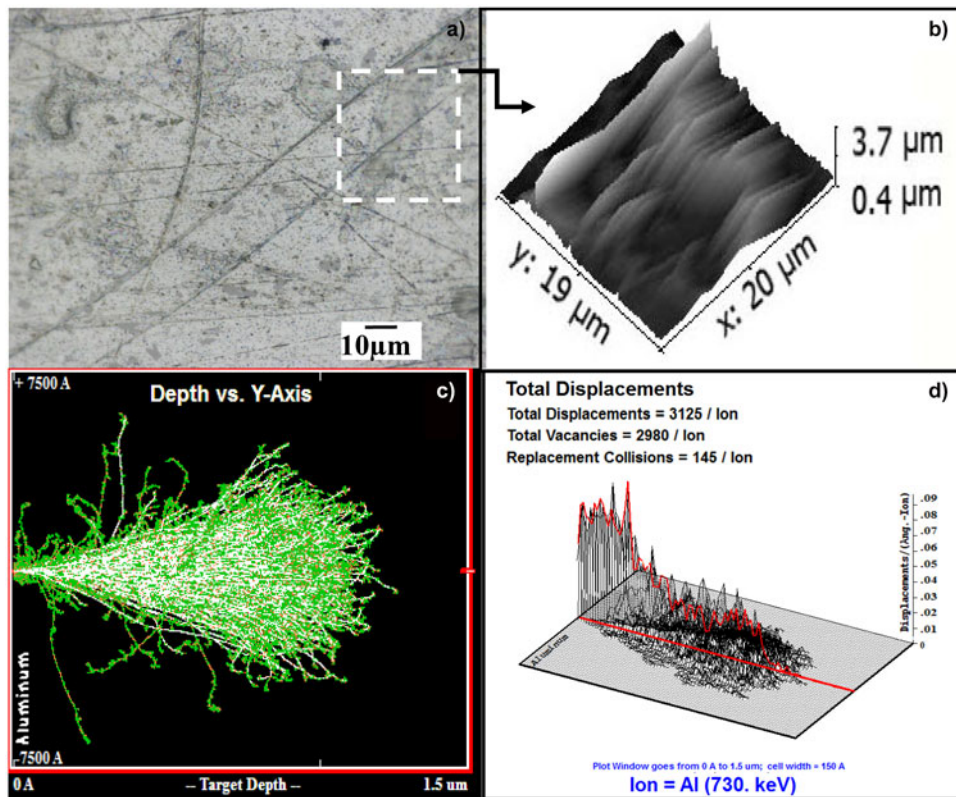 a)
10µm
b)
3.7 µm
0.4 µm
y: 19 µm
x: 20 µm
c)
+ 7500 A
Depth vs. Y-Axis
Aluminum
-7500 A
0 A
-- Target Depth --
1.5 um
d)
Total Displacements
Total Displacements = 3125 / Ion
Total Vacancies = 2980 / Ion
Replacement Collisions = 145 / Ion
.09
.08
.07
.06
.05
.04
.03
.02
.01
0
Displacements/(Ang.-Ion)
Aluminum
Plot Window goes from 0 A to 1.5 um; cell width = 150 A
Ion = Al (730. keV)